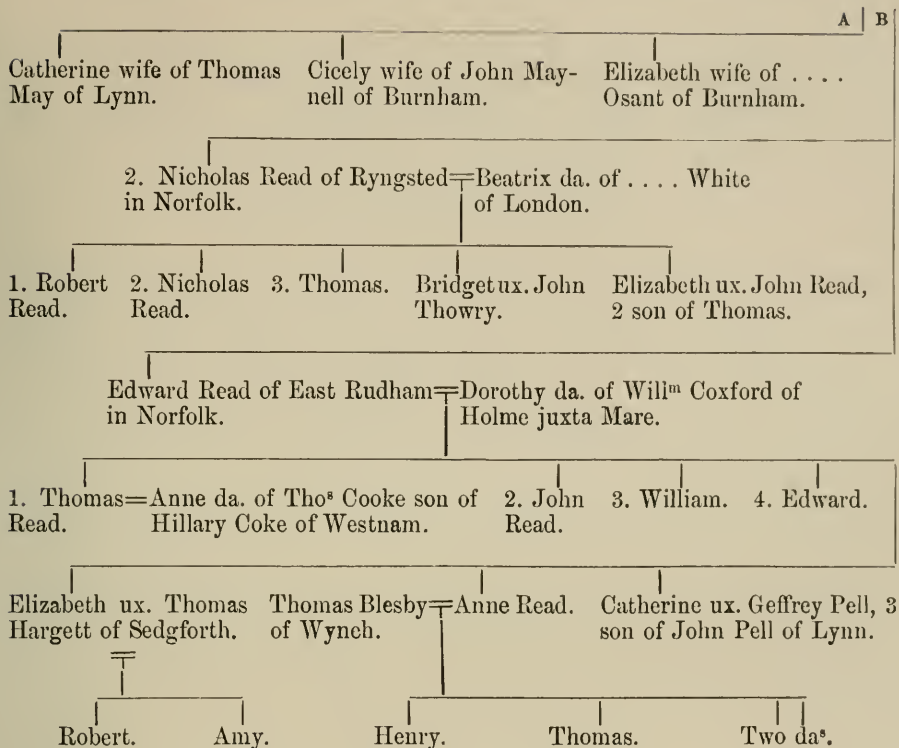 A | B
Catherine wife of Thomas
May of Lynn.
Cicely wife of John May-
nell of Burnham.
Elizabeth wife of . . . .
Osant of Burnham.
2. Nicholas Read of Ryngsted=Beatrix da. of . . . . White
in Norfolk.
of London.
1. Robert
Read.
2. Nicholas
Read.
3. Thomas.
Bridget ux. John
Thowry.
Elizabeth ux. John Read,
2 son of Thomas.
Edward Read of East Rudham=Dorothy da. of Willᵐ Coxford of
in Norfolk.
Holme juxta Mare.
1. Thomas=Anne da. of Thoˢ Cooke son of
Read.
Hillary Coke of Westnam.
2. John
Read.
3. William.
4. Edward.
Elizabeth ux. Thomas
Hargett of Sedgforth.
Thomas Blesby=Anne Read.
of Wynch.
Catherine ux. Geffrey Pell, 3
son of John Pell of Lynn.
Robert.
Amy.
Henry.
Thomas.
Two daˢ.